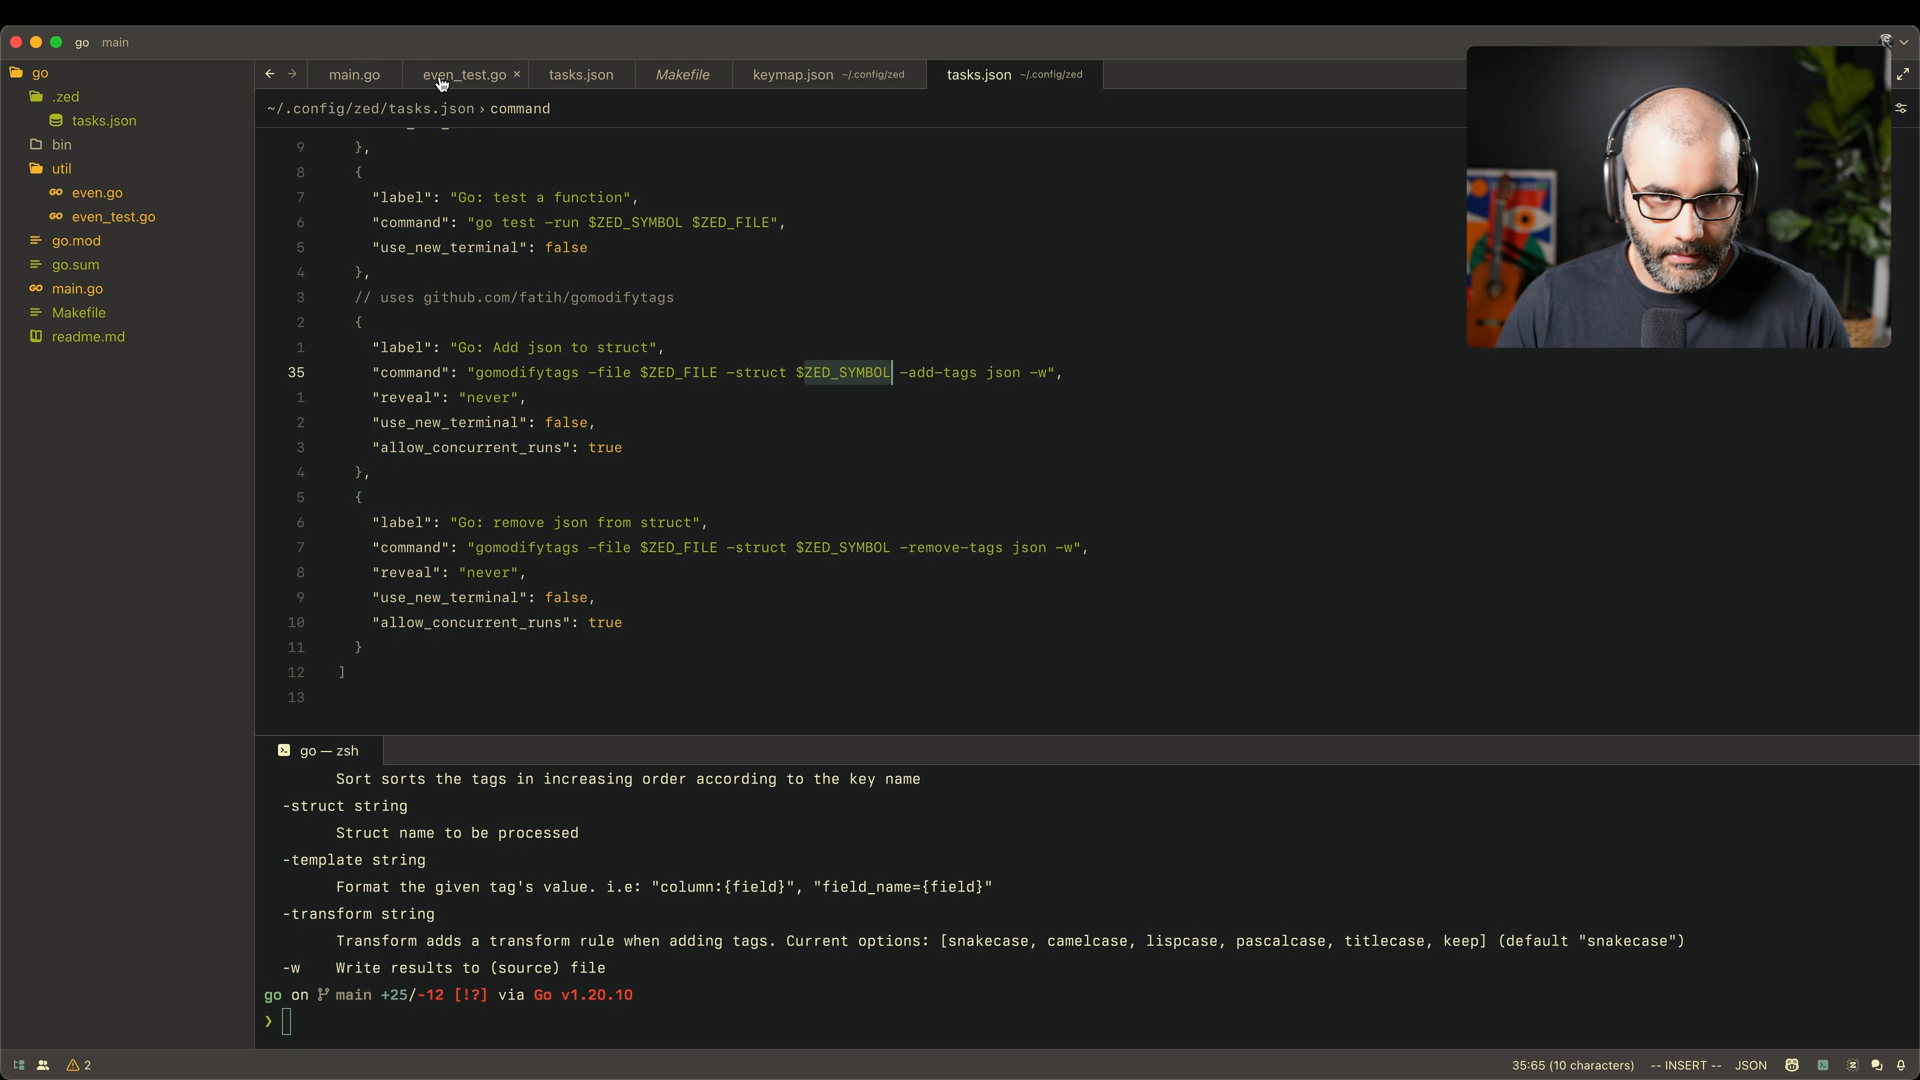 go main
go
.zed
tasks.json
bin
util
even.go
even_test.go
go.mod
go.sum
main.go
Makefile
readme.md
main.go even_test.go × tasks.json Makefile keymap.json ~/.config/zed tasks.json ~/.config/zed
~/.config/zed/tasks.json › command
9 },
8 {
7 "label": "Go: test a function",
6 "command": "go test -run $ZED_SYMBOL $ZED_FILE",
5 "use_new_terminal": false
4 },
3 // uses github.com/fatih/gomodifytags
2 {
1 "label": "Go: Add json to struct",
35 "command": "gomodifytags -file $ZED_FILE -struct $ZED_SYMBOL -add-tags json -w",
1 "reveal": "never",
2 "use_new_terminal": false,
3 "allow_concurrent_runs": true
4 },
5 {
6 "label": "Go: remove json from struct",
7 "command": "gomodifytags -file $ZED_FILE -struct $ZED_SYMBOL -remove-tags json -w",
8 "reveal": "never",
9 "use_new_terminal": false,
10 "allow_concurrent_runs": true
11 }
12 ]
13
go — zsh
Sort sorts the tags in increasing order according to the key name
-struct string
Struct name to be processed
-template string
Format the given tag's value. i.e: "column:{field}", "field_name={field}"
-transform string
Transform adds a transform rule when adding tags. Current options: [snakecase, camelcase, lispcase, pascalcase, titlecase, keep] (default "snakecase")
-w Write results to (source) file
go on main +25/-12 [!?] via Go v1.20.10
❯
2 35:65 (10 characters) -- INSERT -- JSON